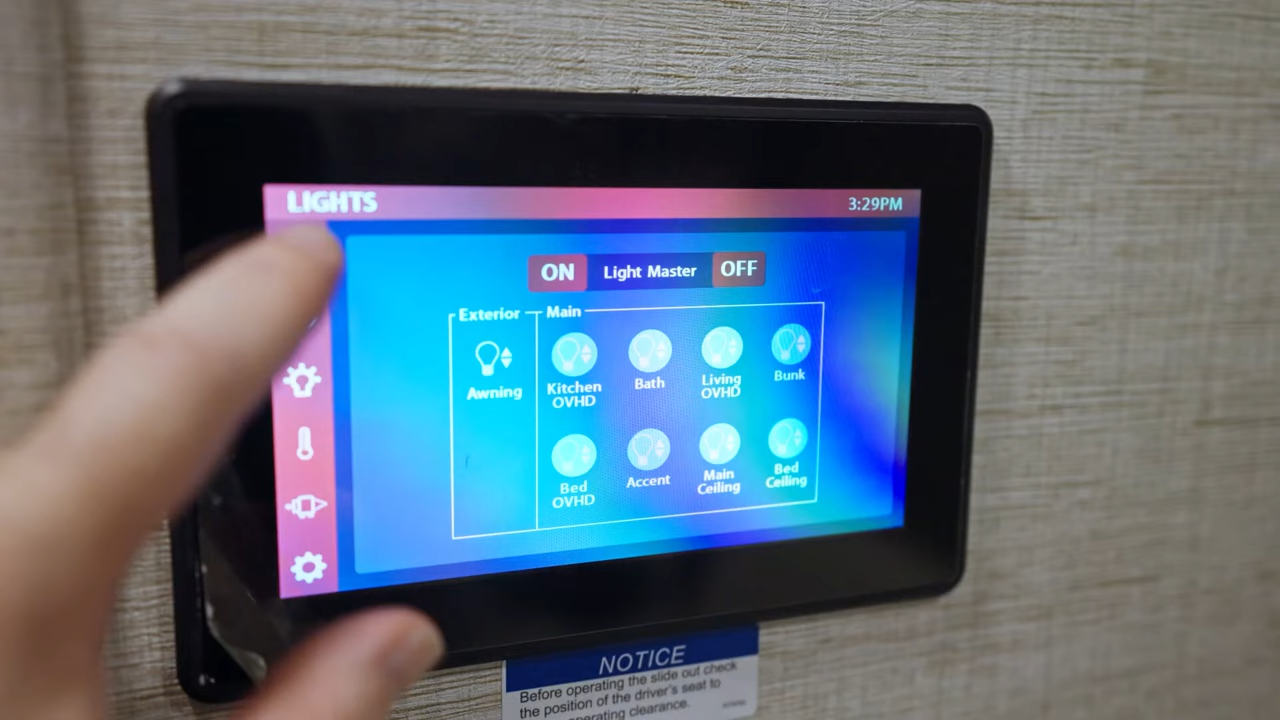 LIGHTS 3:29PM
ON Light Master OFF
Exterior Main
Awning
Kitchen
OVHD
Bath
Living
OVHD
Bunk
Bed
OVHD
Accent
Main
Ceiling
Bed
Ceiling
NOTICE
Before operating the slide out check
the position of the driver's seat to
operating clearance.